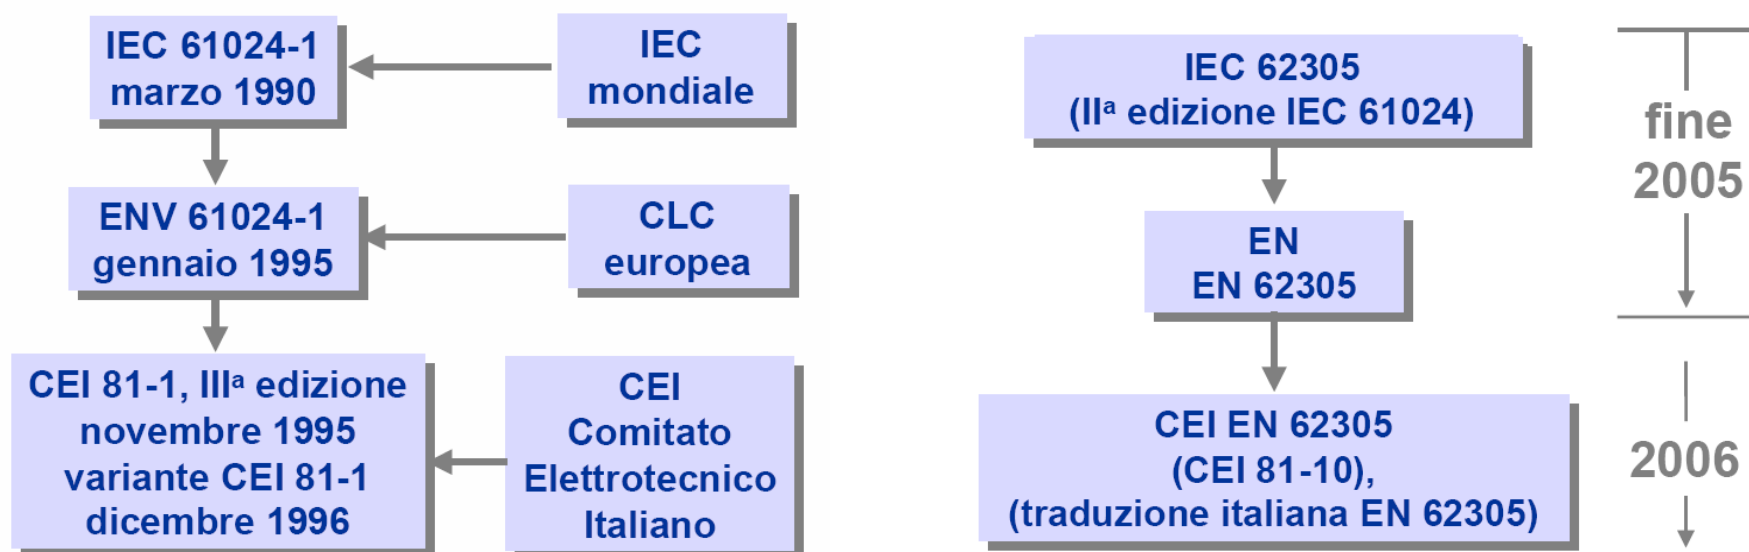 IEC 61024-1
marzo 1990
IEC
mondiale
ENV 61024-1
gennaio 1995
CLC
europea
CEI 81-1, IIIª edizione
novembre 1995
variante CEI 81-1
dicembre 1996
CEI
Comitato
Elettrotecnico
Italiano
IEC 62305
(IIª edizione IEC 61024)
EN
EN 62305
CEI EN 62305
(CEI 81-10),
(traduzione italiana EN 62305)
fine
2005
2006